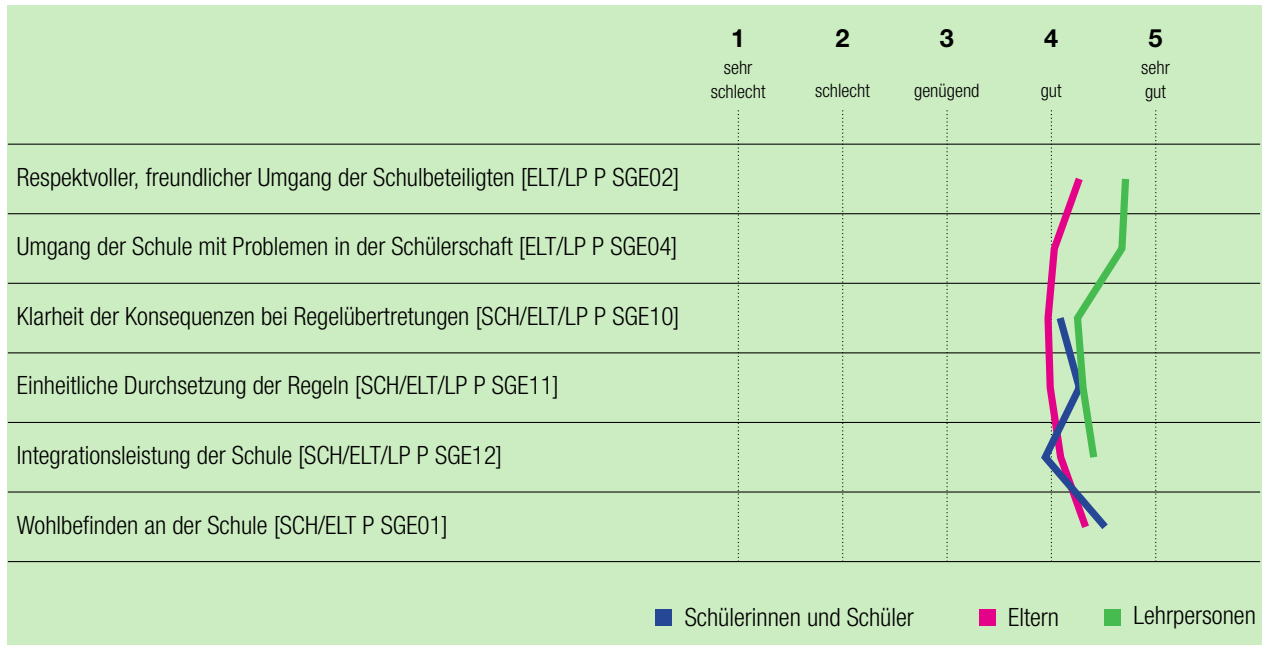 1 2 3 4 5
sehr schlecht schlecht genügend gut sehr gut
Respektvoller, freundlicher Umgang der Schulbeteiligten [ELT/LP P SGE02]
Umgang der Schule mit Problemen in der Schülerschaft [ELT/LP P SGE04]
Klarheit der Konsequenzen bei Regelübertretungen [SCH/ELT/LP P SGE10]
Einheitliche Durchsetzung der Regeln [SCH/ELT/LP P SGE11]
Integrationsleistung der Schule [SCH/ELT/LP P SGE12]
Wohlbefinden an der Schule [SCH/ELT P SGE01]
Schülerinnen und Schüler Eltern Lehrpersonen